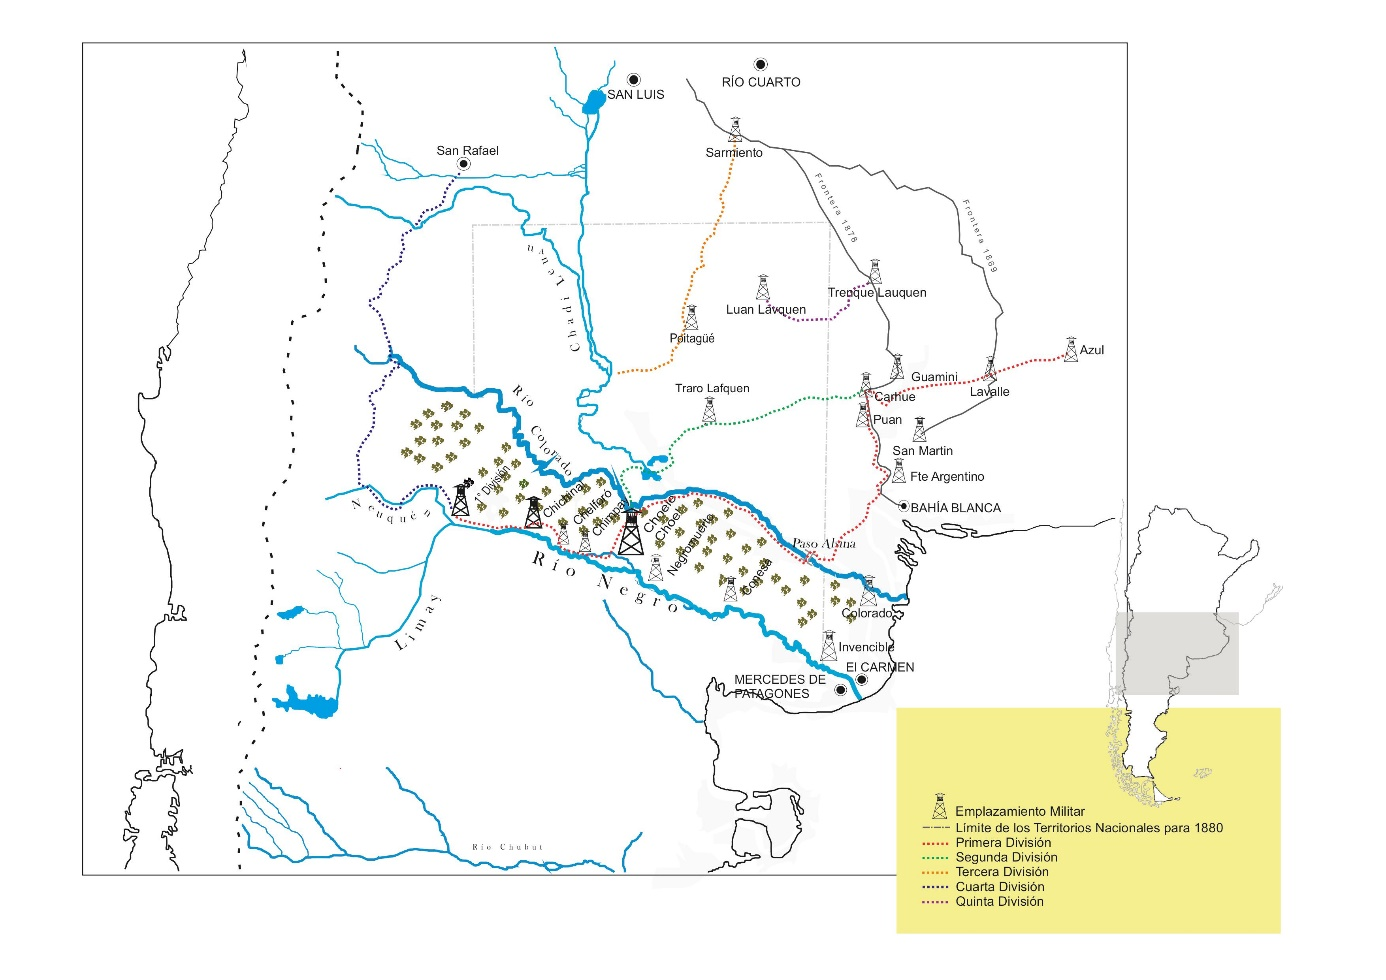 RÍO CUARTO
SAN LUIS
San Rafael
Sarmiento
Frontera 1876
Frontera 1869
Chadi Leuvu
Trenque Lauquen
Luan Lavquen
Poitagüé
Azul
Guamini
Lavalle
Carhue
Traro Lafquen
Puan
San Martin
Fte Argentino
BAHÍA BLANCA
Río Colorado
1° División
Chichinal
Chelforó
Chimpay
Choele
Choel
Negro
Conesa
Neuquén
Paso Alsina
Río Negro
Limay
Colorado
Invencible
El CARMEN
MERCEDES DE
PATAGONES
Río Chubut
Emplazamiento Militar
Límite de los Territorios Nacionales para 1880
Primera División
Segunda División
Tercera División
Cuarta División
Quinta División